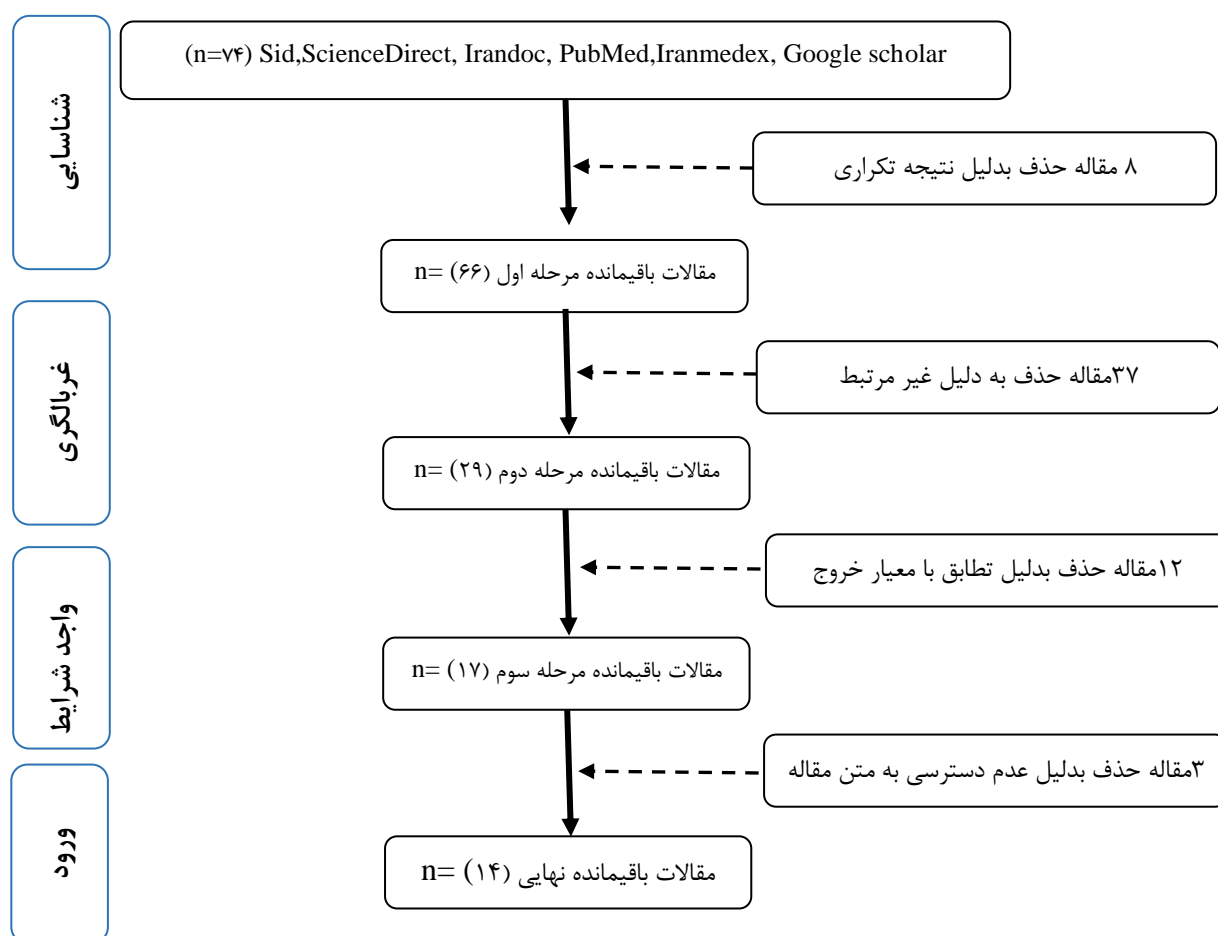 شناسایی
(n=۷۴) Sid,ScienceDirect, Irandoc, PubMed,Iranmedex, Google scholar
۸ مقاله حذف بدلیل نتیجه تکراری
مقالات باقیمانده مرحله اول (۶۶) =n
غربالگری
۳۷مقاله حذف به دلیل غیر مرتبط
مقالات باقیمانده مرحله دوم (۲۹) =n
واجد شرایط
۱۲مقاله حذف بدلیل تطابق با معیار خروج
مقالات باقیمانده مرحله سوم (۱۷) =n
ورود
۳مقاله حذف بدلیل عدم دسترسی به متن مقاله
مقالات باقیمانده نهایی (۱۴) =n